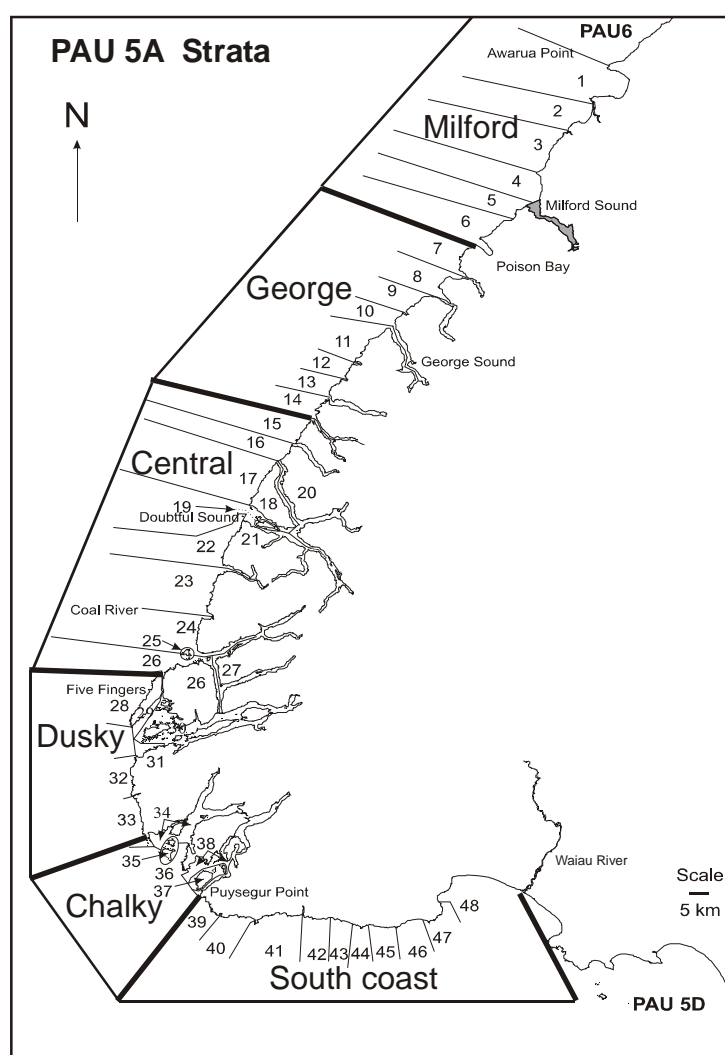 PAU 5A Strata
PAU6
Awarua Point
N
1
2
Milford
3
4
5
Milford Sound
6
7
Poison Bay
8
George
9
10
11
George Sound
12
13
14
15
16
Central
17
20
19
18
Doubtful Sound
21
22
23
Coal River
24
25
26
26
27
Five Fingers
28
29
Dusky
31
32
33
34
35
36
38
37
Puysegur Point
Chalky
39
40
41
42
43
44
45
46
47
48
South coast
Waiau River
Scale
5 km
PAU 5D